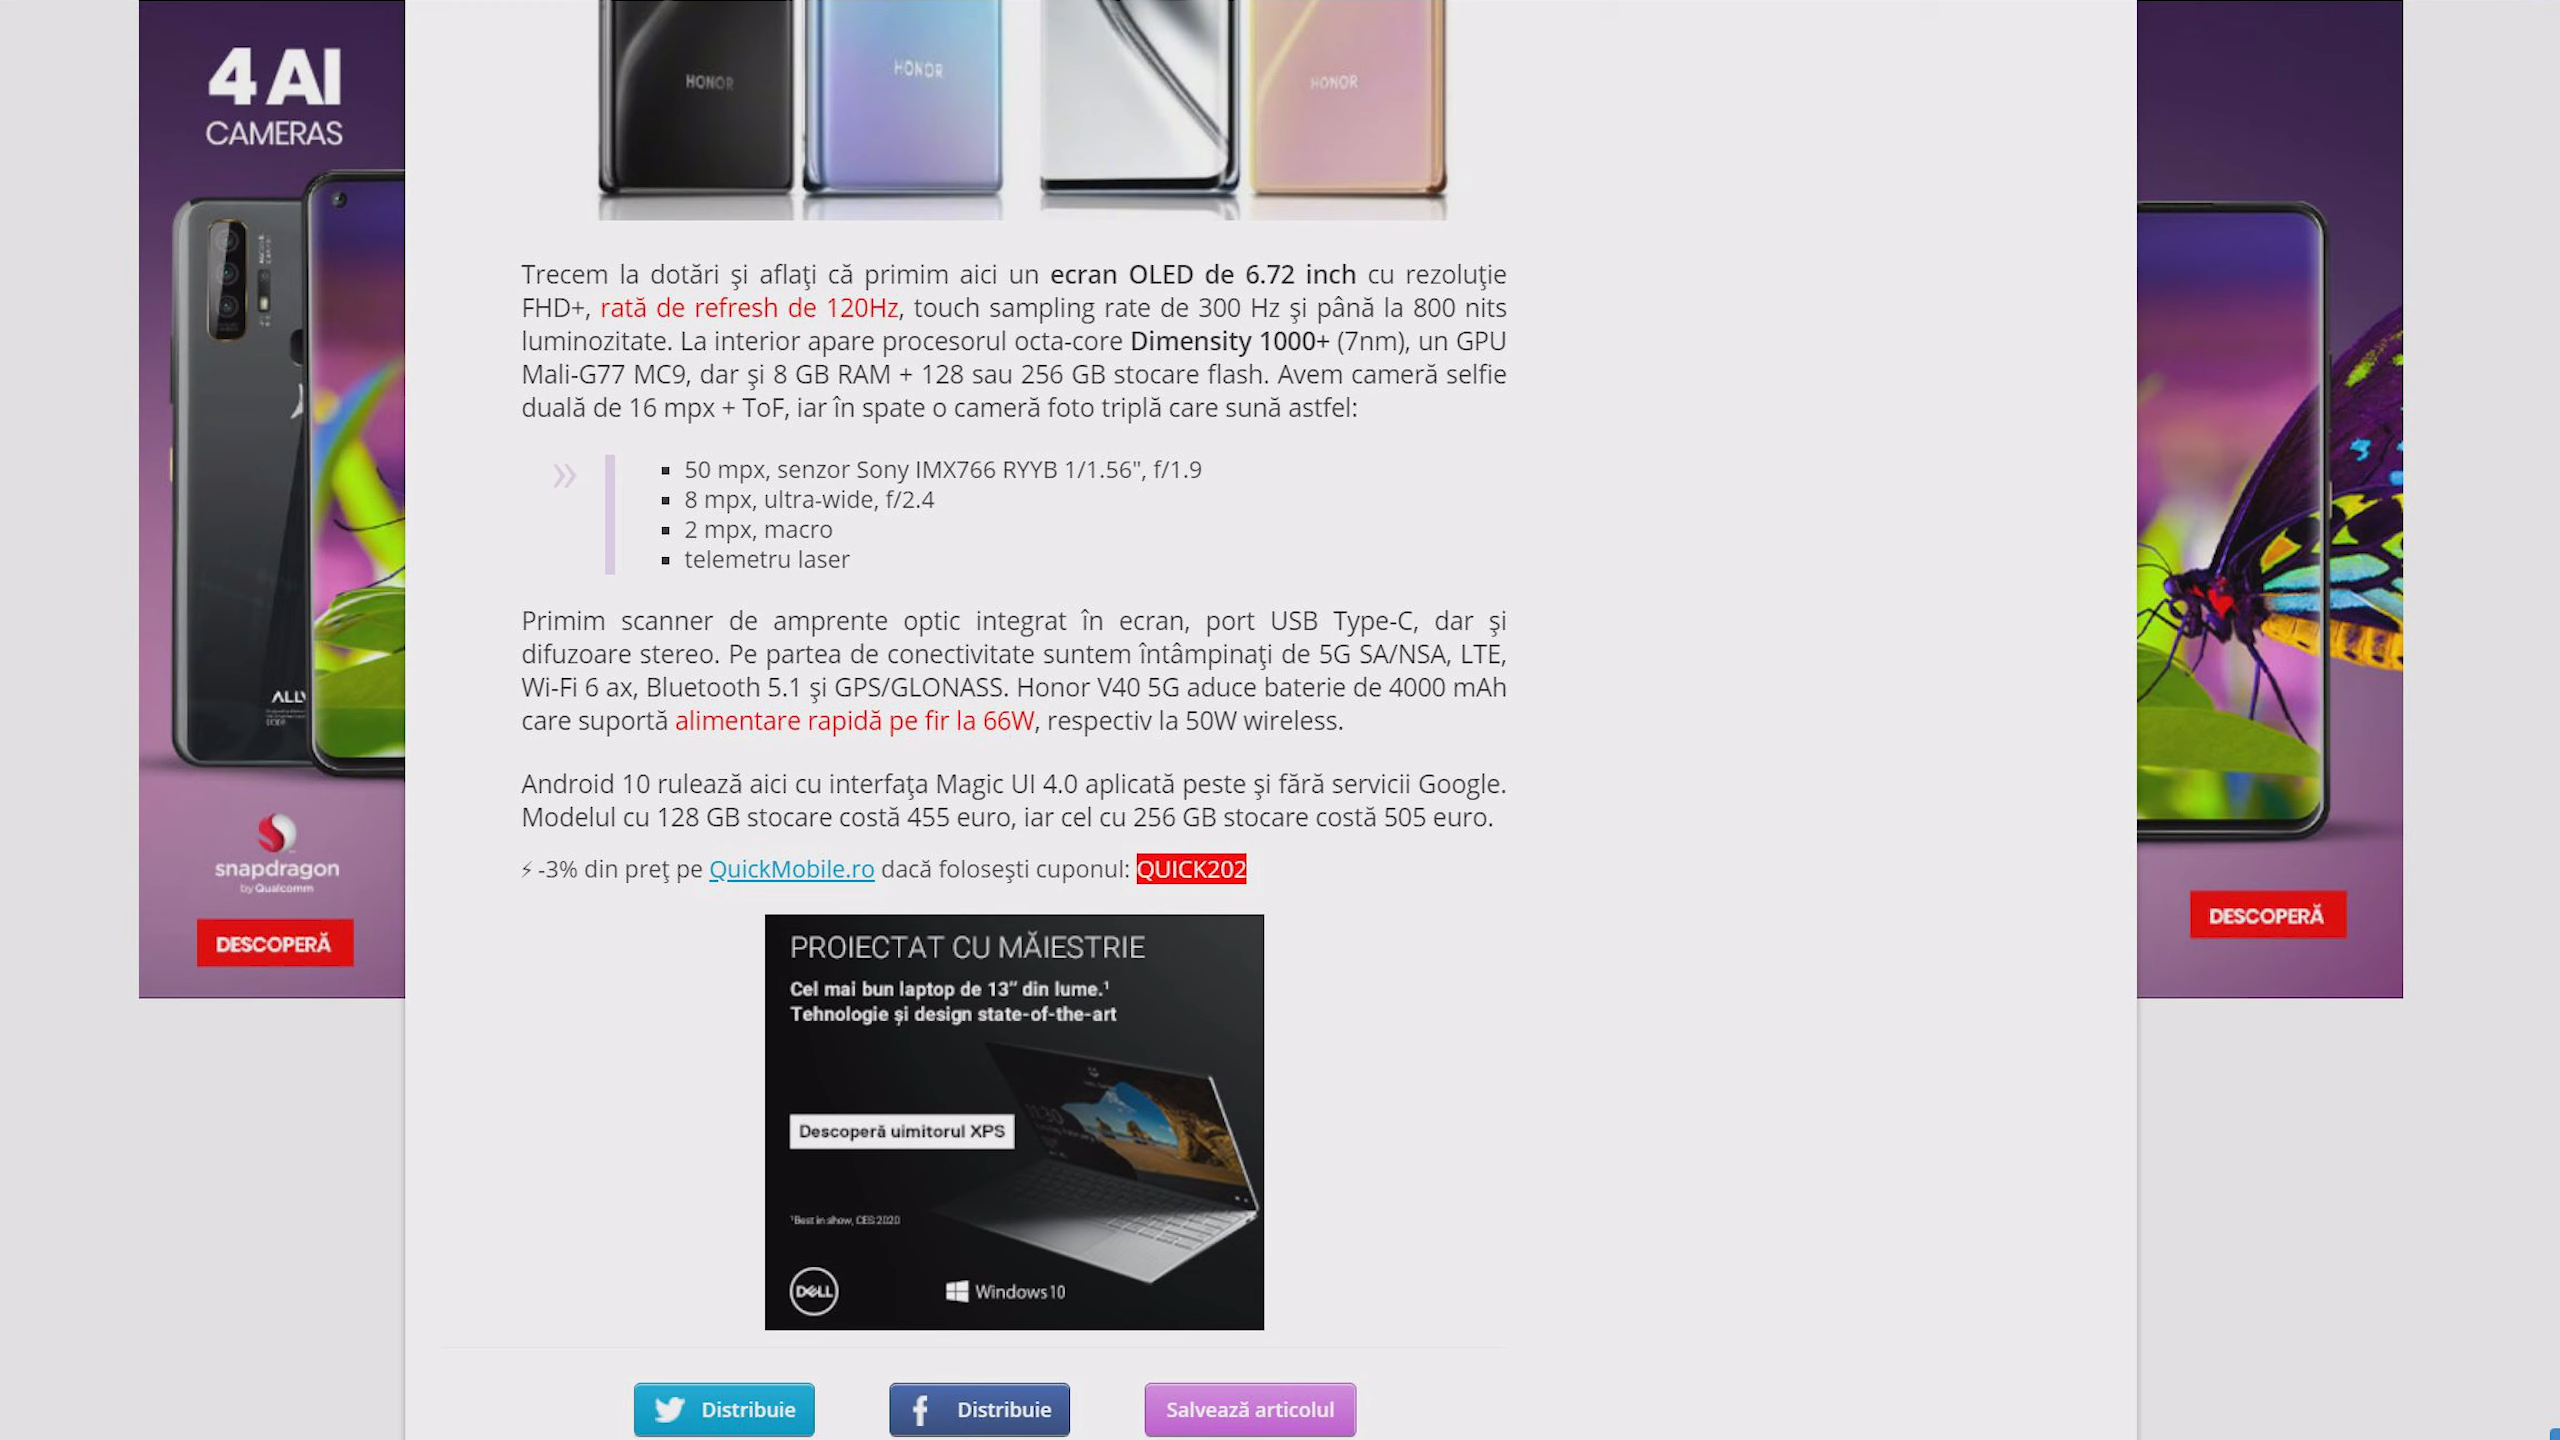 4 AI
CAMERAS
HONOR
HONOR
HONOR
Trecem la dotări şi aflaţi că primim aici un ecran OLED de 6.72 inch cu rezoluţie
FHD+, rată de refresh de 120Hz, touch sampling rate de 300 Hz şi până la 800 nits
luminozitate. La interior apare procesorul octa-core Dimensity 1000+ (7nm), un GPU
Mali-G77 MC9, dar şi 8 GB RAM + 128 sau 256 GB stocare flash. Avem cameră selfie
duală de 16 mpx + ToF, iar în spate o cameră foto triplă care sună astfel:
»
▪ 50 mpx, senzor Sony IMX766 RYYB 1/1.56", f/1.9
▪ 8 mpx, ultra-wide, f/2.4
▪ 2 mpx, macro
▪ telemetru laser
Primim scanner de amprente optic integrat în ecran, port USB Type-C, dar şi
difuzoare stereo. Pe partea de conectivitate suntem întâmpinaţi de 5G SA/NSA, LTE,
Wi-Fi 6 ax, Bluetooth 5.1 şi GPS/GLONASS. Honor V40 5G aduce baterie de 4000 mAh
care suportă alimentare rapidă pe fir la 66W, respectiv la 50W wireless.
Android 10 rulează aici cu interfaţa Magic UI 4.0 aplicată peste şi fără servicii Google.
Modelul cu 128 GB stocare costă 455 euro, iar cel cu 256 GB stocare costă 505 euro.
⚡ -3% din preţ pe QuickMobile.ro dacă foloseşti cuponul: QUICK202
PROIECTAT CU MĂIESTRIE
Cel mai bun laptop de 13" din lume.¹
Tehnologie și design state-of-the-art
Descoperă uimitorul XPS
¹Best in show, CES 2020
DELL
Windows 10
Distribuie
Distribuie
Salvează articolul
ALLV
snapdragon
by Qualcomm
DESCOPERĂ
DESCOPERĂ